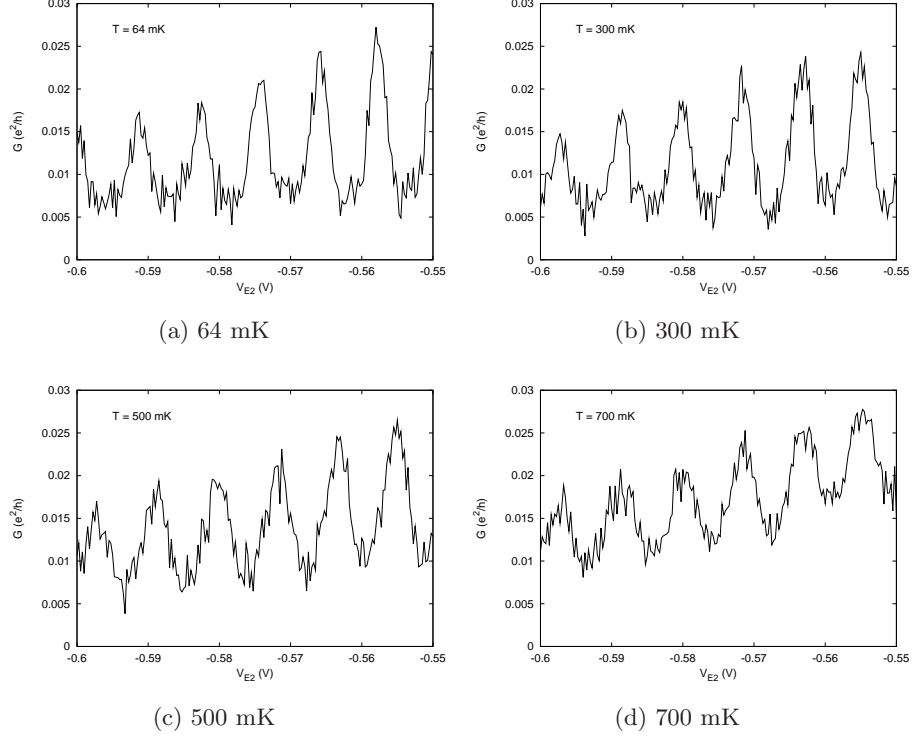 0.03
0.025
0.02
0.015
0.01
0.005
0
G (e²/h)
T = 64 mK
-0.6 -0.59 -0.58 -0.57 -0.56 -0.55
V_E2 (V)
(a) 64 mK
0.03
0.025
0.02
0.015
0.01
0.005
0
G (e²/h)
T = 300 mK
-0.6 -0.59 -0.58 -0.57 -0.56 -0.55
V_E2 (V)
(b) 300 mK
0.03
0.025
0.02
0.015
0.01
0.005
0
G (e²/h)
T = 500 mK
-0.6 -0.59 -0.58 -0.57 -0.56 -0.55
V_E2 (V)
(c) 500 mK
0.03
0.025
0.02
0.015
0.01
0.005
0
G (e²/h)
T = 700 mK
-0.6 -0.59 -0.58 -0.57 -0.56 -0.55
V_E2 (V)
(d) 700 mK